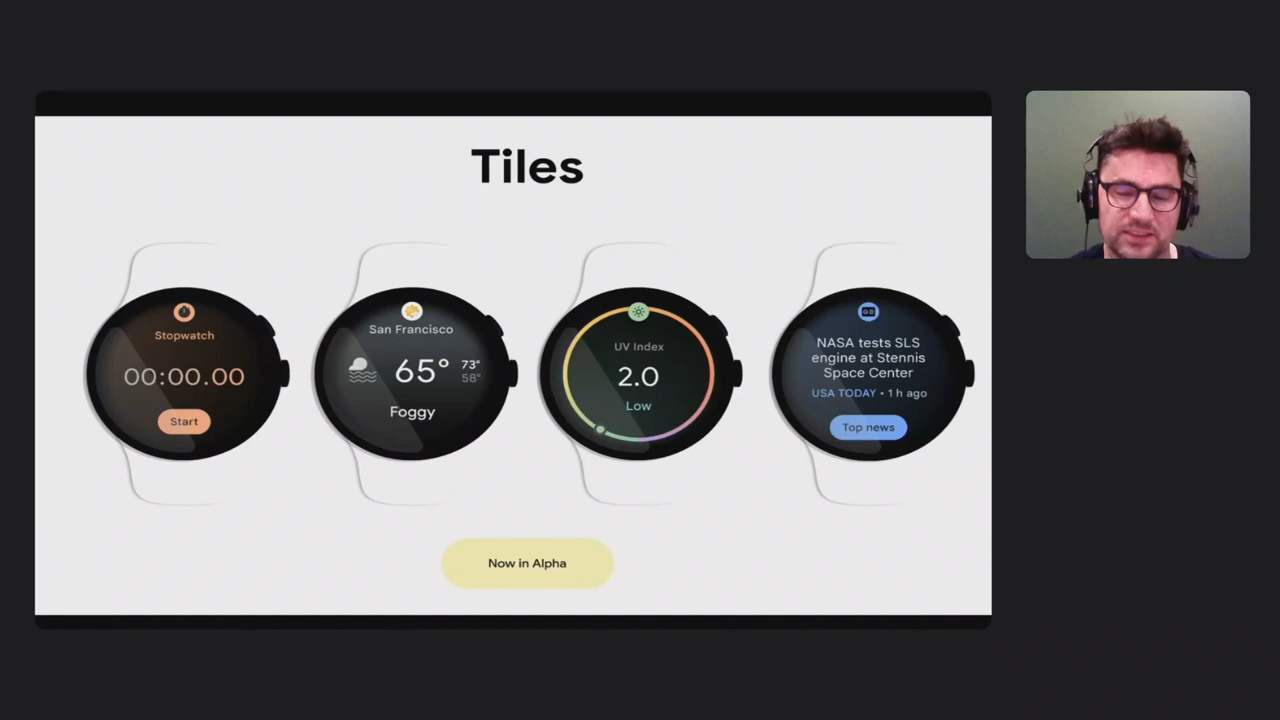 Tiles
Stopwatch
00:00.00
Start
San Francisco
65° 73°
58°
Foggy
UV Index
2.0
Low
NASA tests SLS
engine at Stennis
Space Center
USA TODAY • 1 h ago
Top news
Now in Alpha